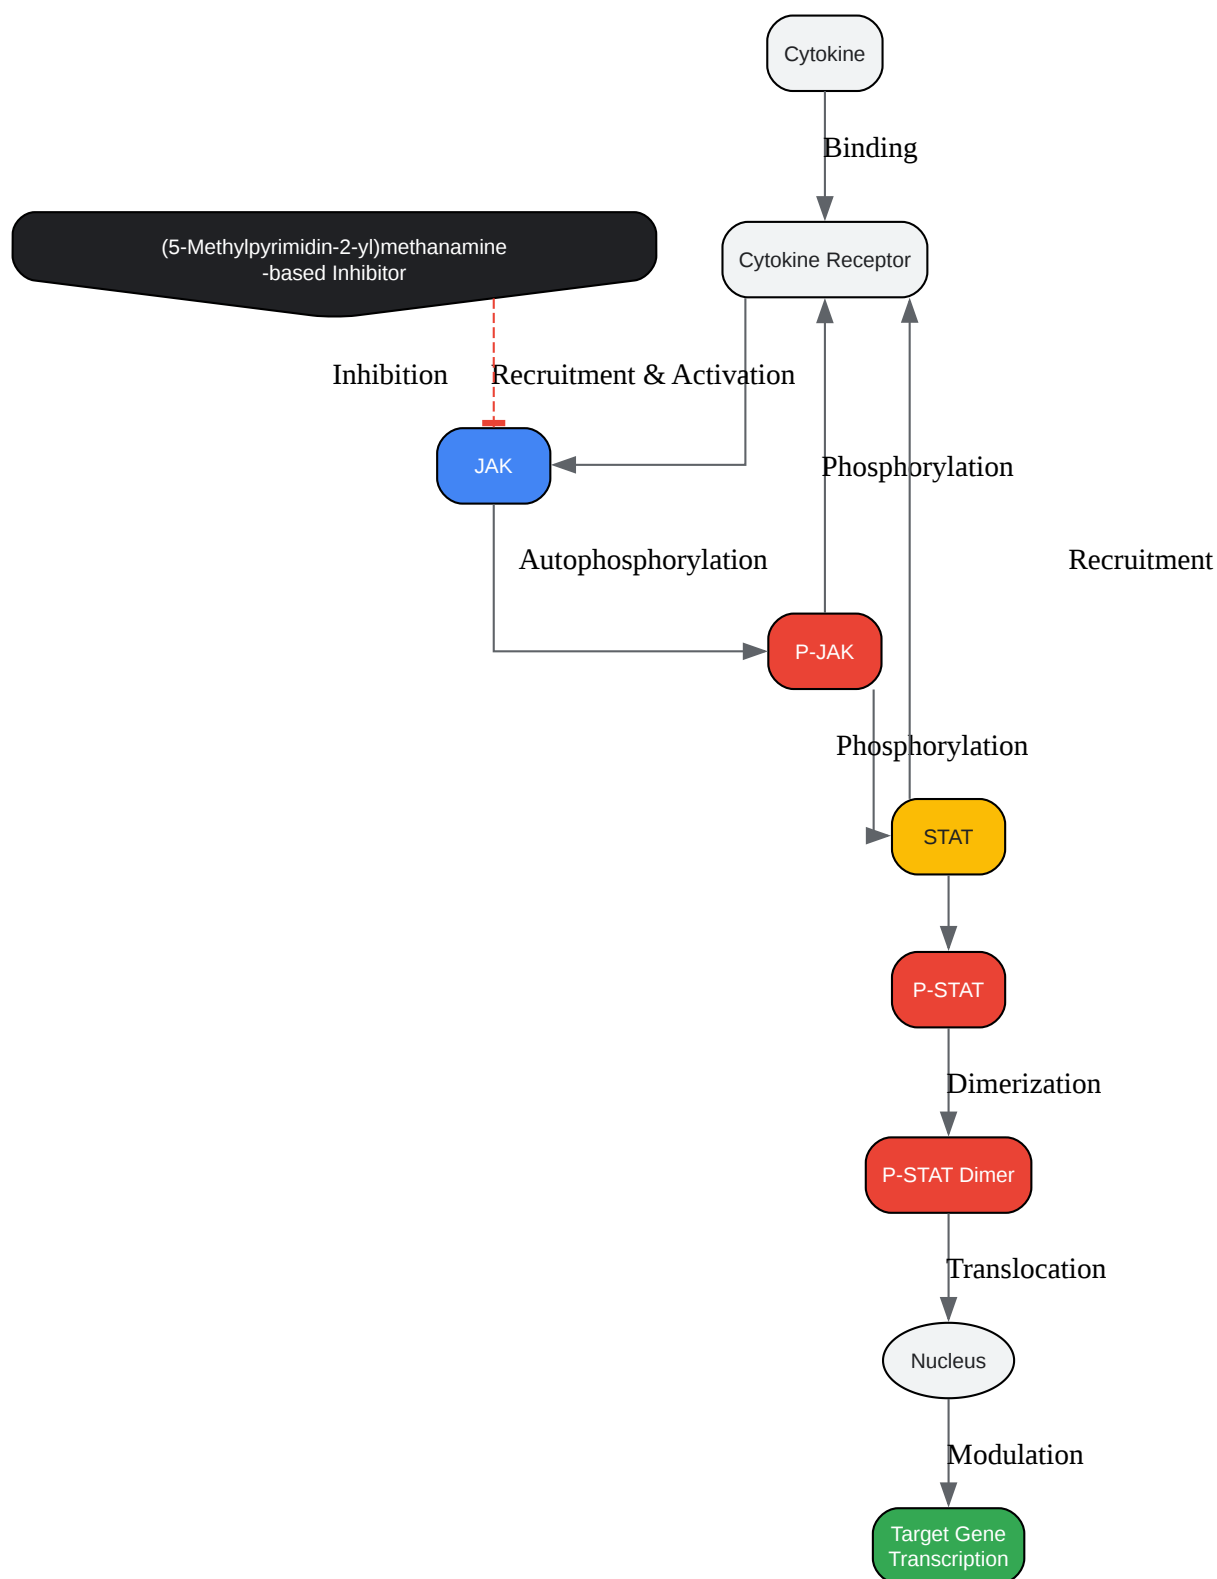 Cytokine
Binding
(5-Methylpyrimidin-2-yl)methanamine
-based Inhibitor
Cytokine Receptor
Inhibition
Recruitment & Activation
JAK
Phosphorylation
Autophosphorylation
Recruitment
P-JAK
Phosphorylation
STAT
P-STAT
Dimerization
P-STAT Dimer
Translocation
Nucleus
Modulation
Target Gene
Transcription